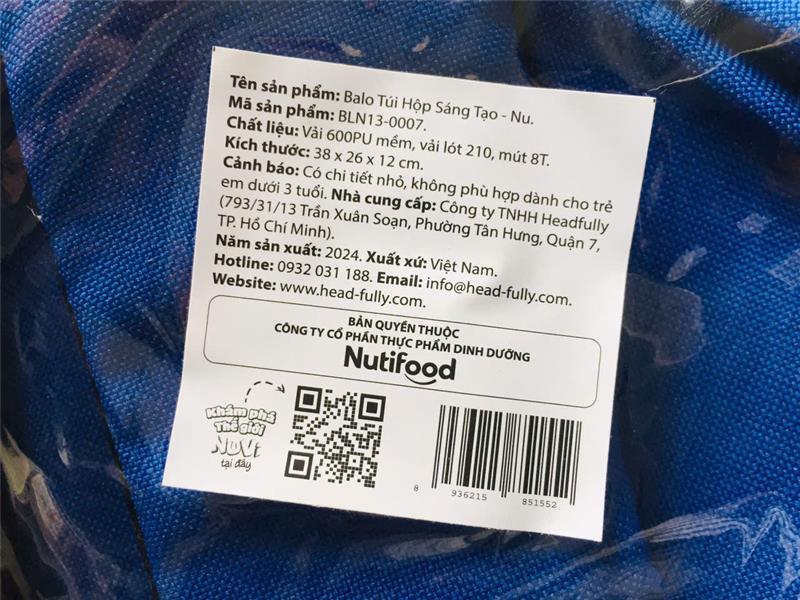 Tên sản phẩm: Balo Túi Hộp Sáng Tạo - Nu.
Mã sản phẩm: BLN13-0007.
Chất liệu: Vải 600PU mềm, vải lót 210, mút 8T.
Kích thước: 38 x 26 x 12 cm.
Cảnh báo: Có chi tiết nhỏ, không phù hợp dành cho trẻ
em dưới 3 tuổi. Nhà cung cấp: Công ty TNHH Headfully
(793/31/13 Trần Xuân Soạn, Phường Tân Hưng, Quận 7,
TP. Hồ Chí Minh).
Năm sản xuất: 2024. Xuất xứ: Việt Nam.
Hotline: 0932 031 188. Email: info@head-fully.com.
Website: www.head-fully.com.
BẢN QUYỀN THUỘC
CÔNG TY CỔ PHẦN THỰC PHẨM DINH DƯỠNG
Nutifood
Khám phá
Thế giới
NUVI
tại đây
8 936215 851552